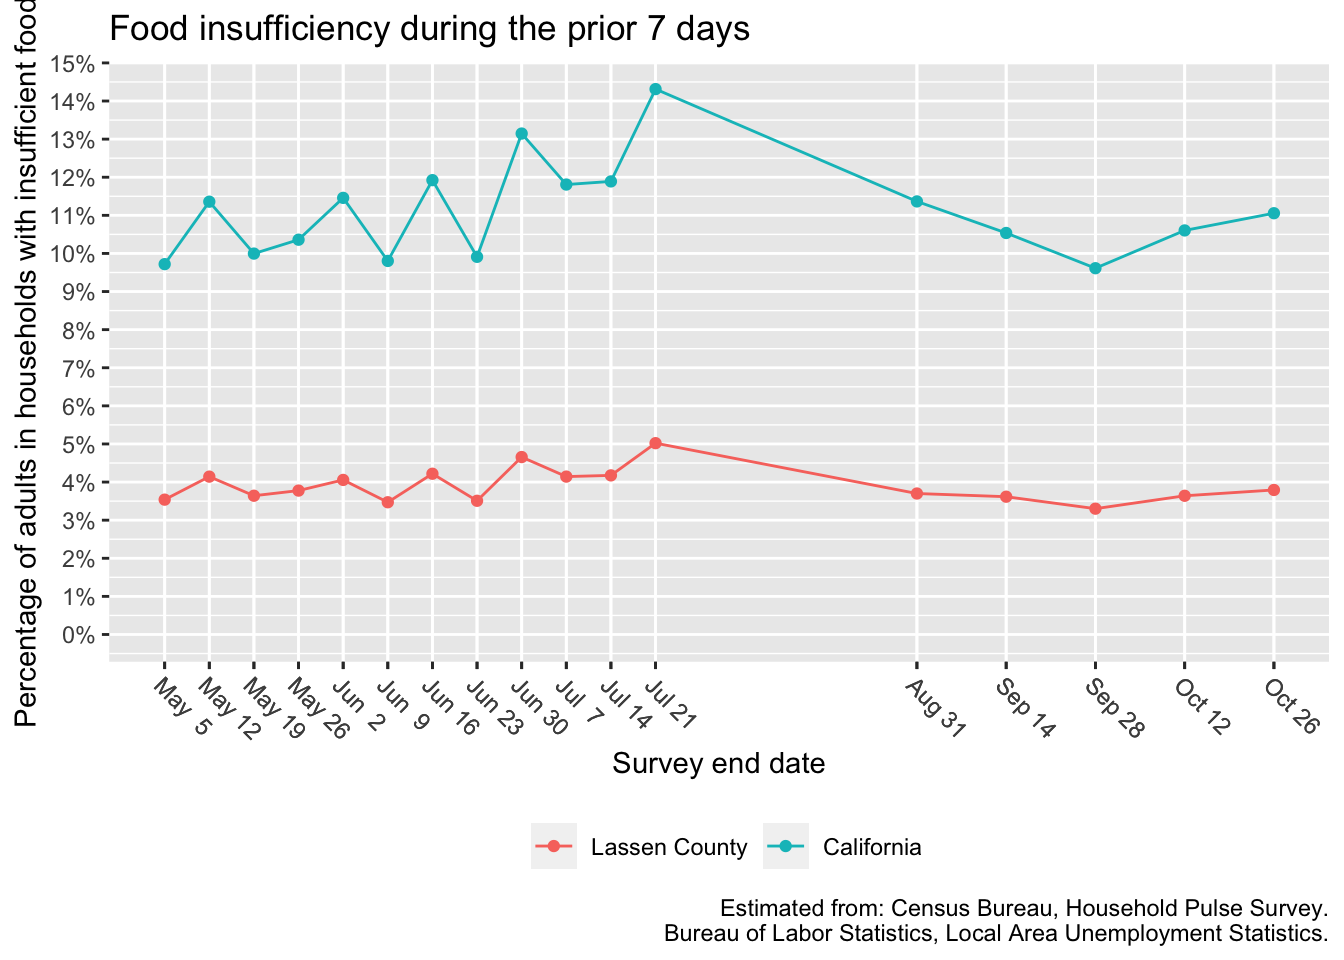 Food insufficiency during the prior 7 days
Percentage of adults in households with insufficient food
15%
14%
13%
12%
11%
10%
9%
8%
7%
6%
5%
4%
3%
2%
1%
0%
May 5
May 12
May 19
May 26
Jun 2
Jun 9
Jun 16
Jun 23
Jun 30
Jul 7
Jul 14
Jul 21
Aug 31
Sep 14
Sep 28
Oct 12
Oct 26
Survey end date
Lassen County
California
Estimated from: Census Bureau, Household Pulse Survey.
Bureau of Labor Statistics, Local Area Unemployment Statistics.